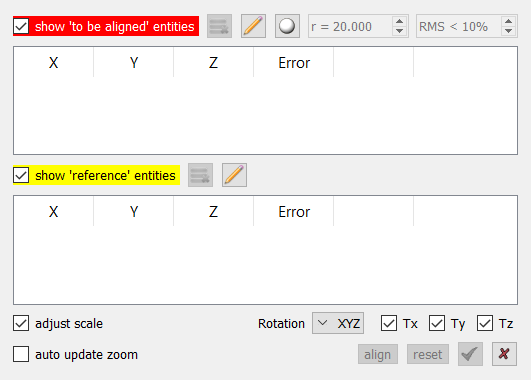 show 'to be aligned' entities r = 20.000 RMS < 10%
X Y Z Error
show 'reference' entities
X Y Z Error
adjust scale Rotation XYZ Tx Ty Tz
auto update zoom align reset